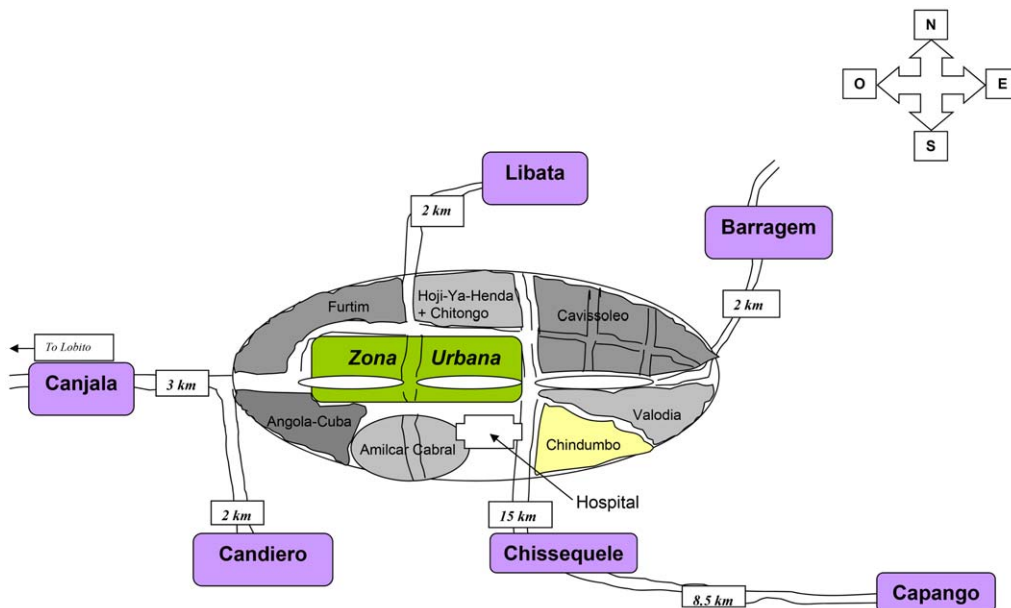 N
O
E
S
Libata
2 km
Barragem
2 km
Furtim
Hoji-Ya-Henda
+ Chitongo
Cavissoleo
To Lobito
Zona Urbana
Canjala
3 km
Valodia
Angola-Cuba
Amilcar Cabral
Chindumbo
Hospital
2 km
15 km
Candiero
Chissequele
8,5 km
Capango